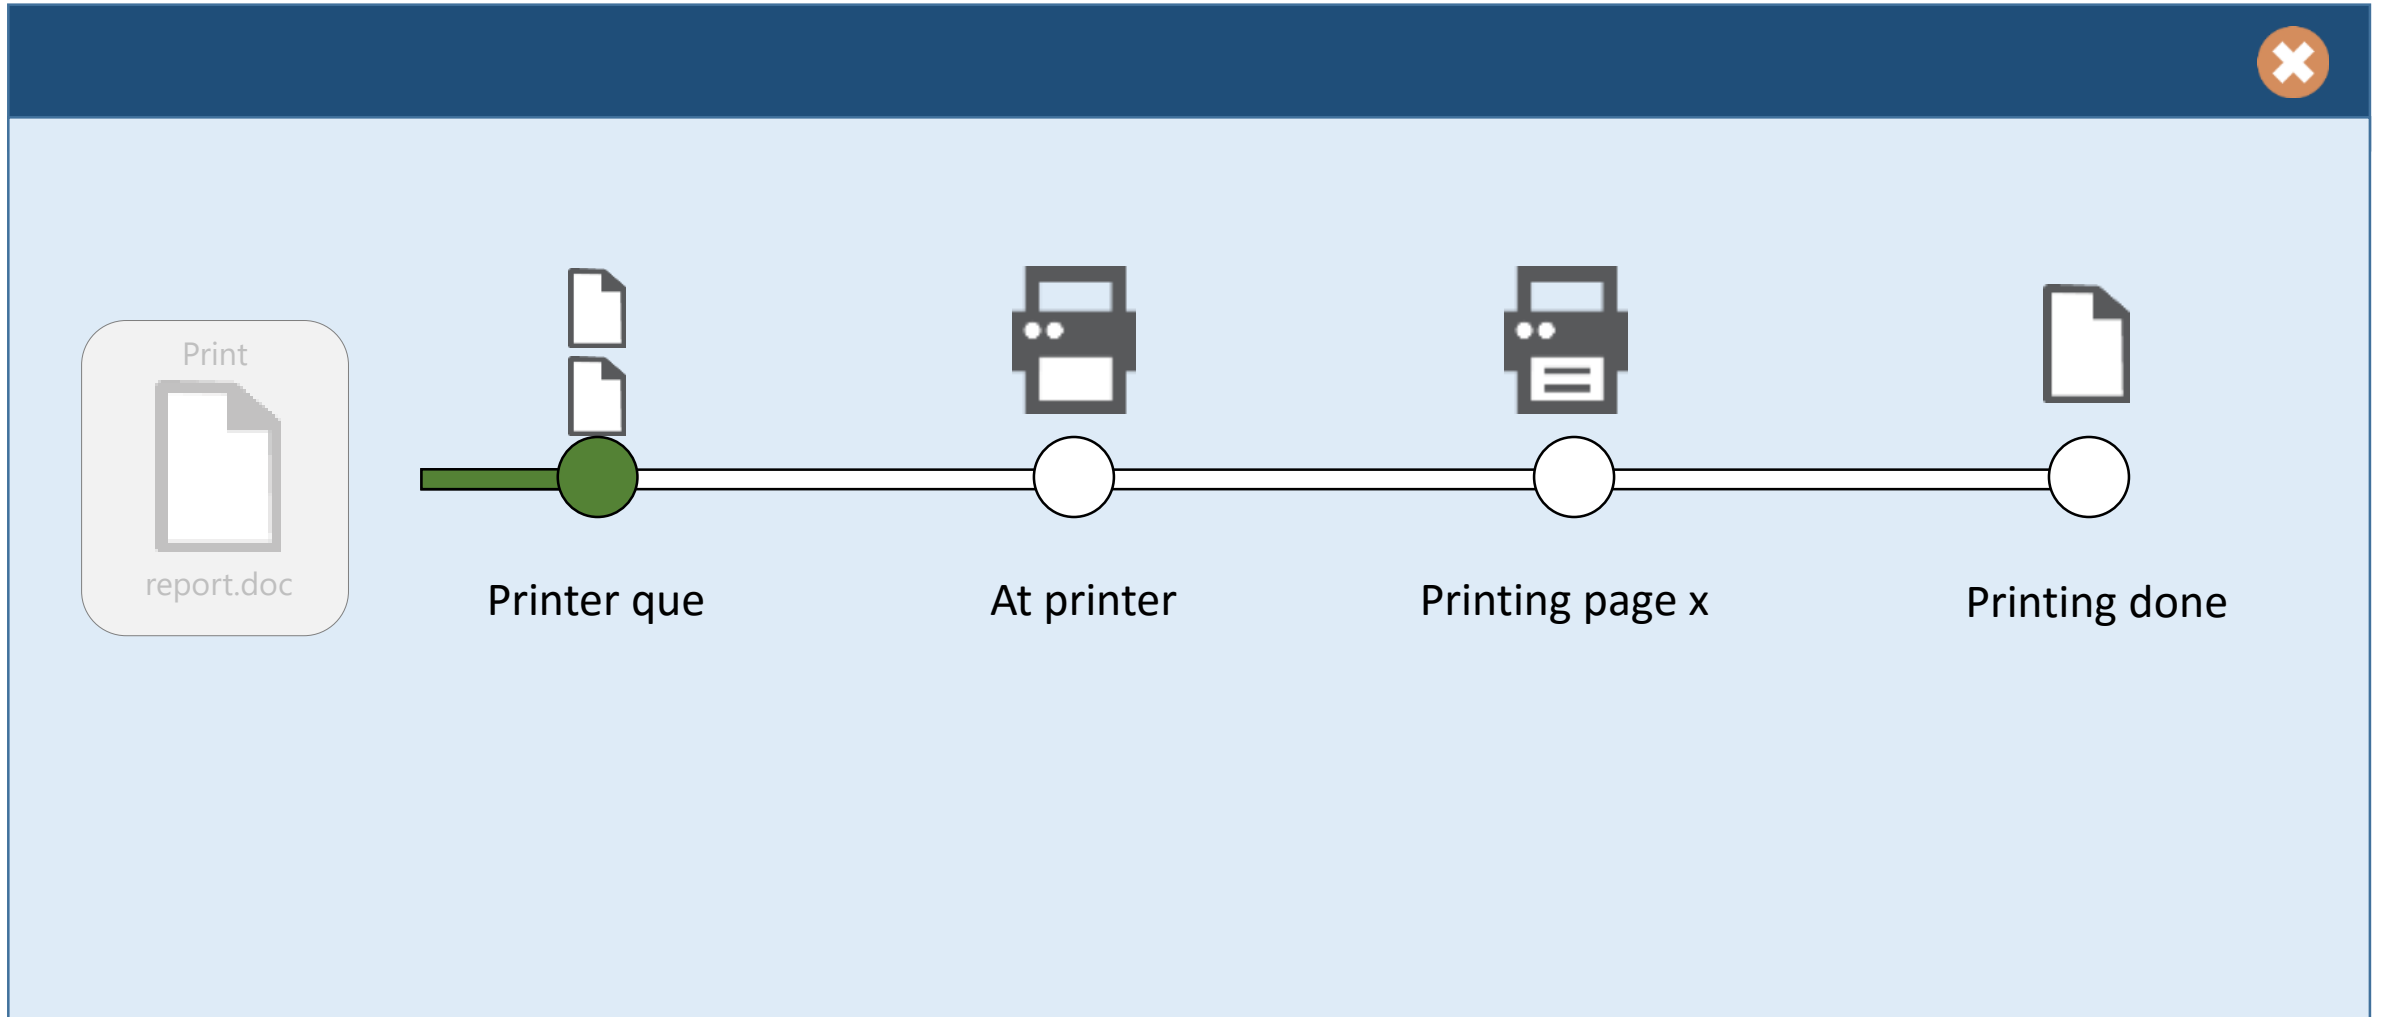 Print
report.doc
Printer que
At printer
Printing page x
Printing done